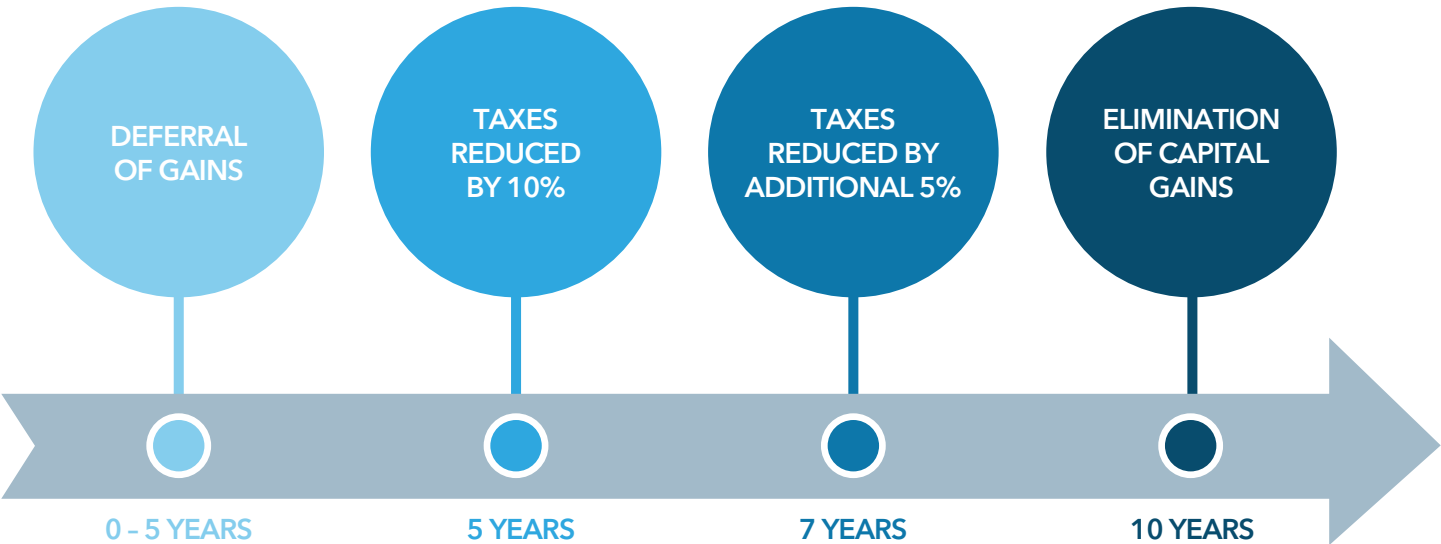 DEFERRAL
OF GAINS
TAXES
REDUCED
BY 10%
TAXES
REDUCED BY
ADDITIONAL 5%
ELIMINATION
OF CAPITAL
GAINS
0 – 5 YEARS
5 YEARS
7 YEARS
10 YEARS